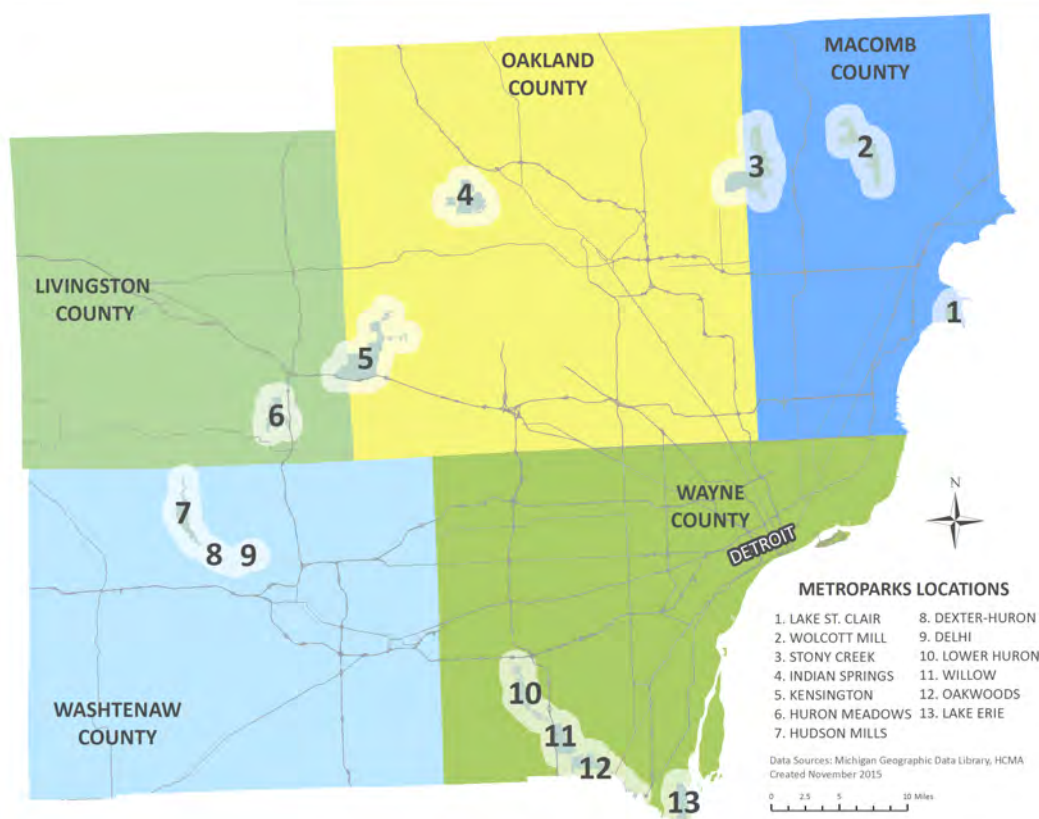 OAKLAND
COUNTY
MACOMB
COUNTY
2
3
4
LIVINGSTON
COUNTY
1
5
6
WAYNE
COUNTY
N
7
8
9
DETROIT
METROPARKS LOCATIONS
1. LAKE ST. CLAIR
2. WOLCOTT MILL
3. STONY CREEK
4. INDIAN SPRINGS
5. KENSINGTON
6. HURON MEADOWS
7. HUDSON MILLS
8. DEXTER-HURON
9. DELHI
10. LOWER HURON
11. WILLOW
12. OAKWOODS
13. LAKE ERIE
WASHTENAW
COUNTY
10
11
12
13
Data Sources: Michigan Geographic Data Library, HCMA
Created November 2015
0 2.5 5 10 Miles